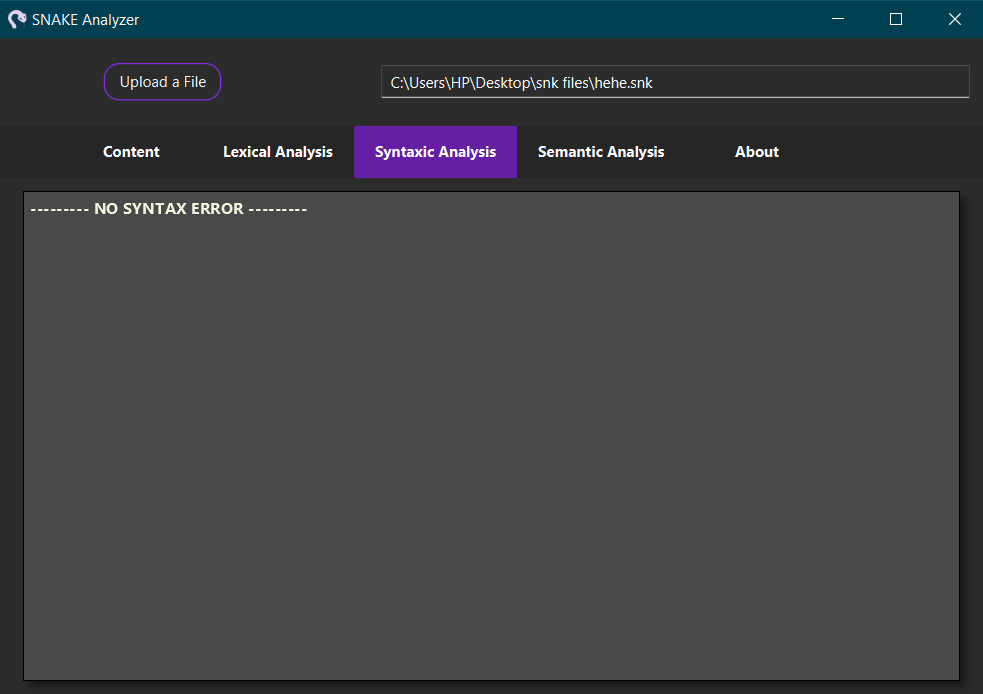 SNAKE Analyzer
Upload a File
C:\Users\HP\Desktop\snk files\hehe.snk
Content Lexical Analysis Syntaxic Analysis Semantic Analysis About
--------- NO SYNTAX ERROR ---------